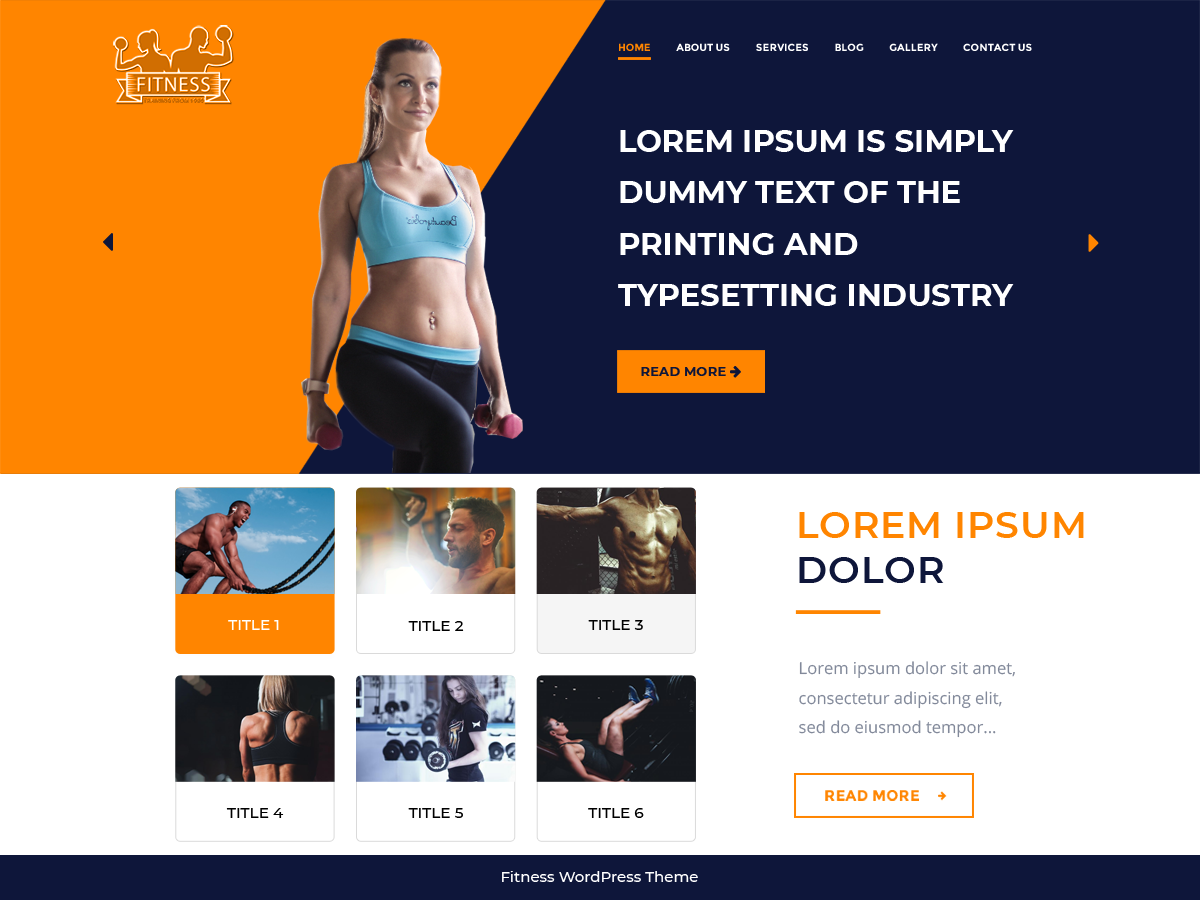 FITNESS
HOME ABOUT US SERVICES BLOG GALLERY CONTACT US
LOREM IPSUM IS SIMPLY
DUMMY TEXT OF THE
PRINTING AND
TYPESETTING INDUSTRY
READ MORE
TITLE 1 TITLE 2 TITLE 3
TITLE 4 TITLE 5 TITLE 6
LOREM IPSUM
DOLOR
Lorem ipsum dolor sit amet,
consectetur adipiscing elit,
sed do eiusmod tempor...
READ MORE
Fitness WordPress Theme